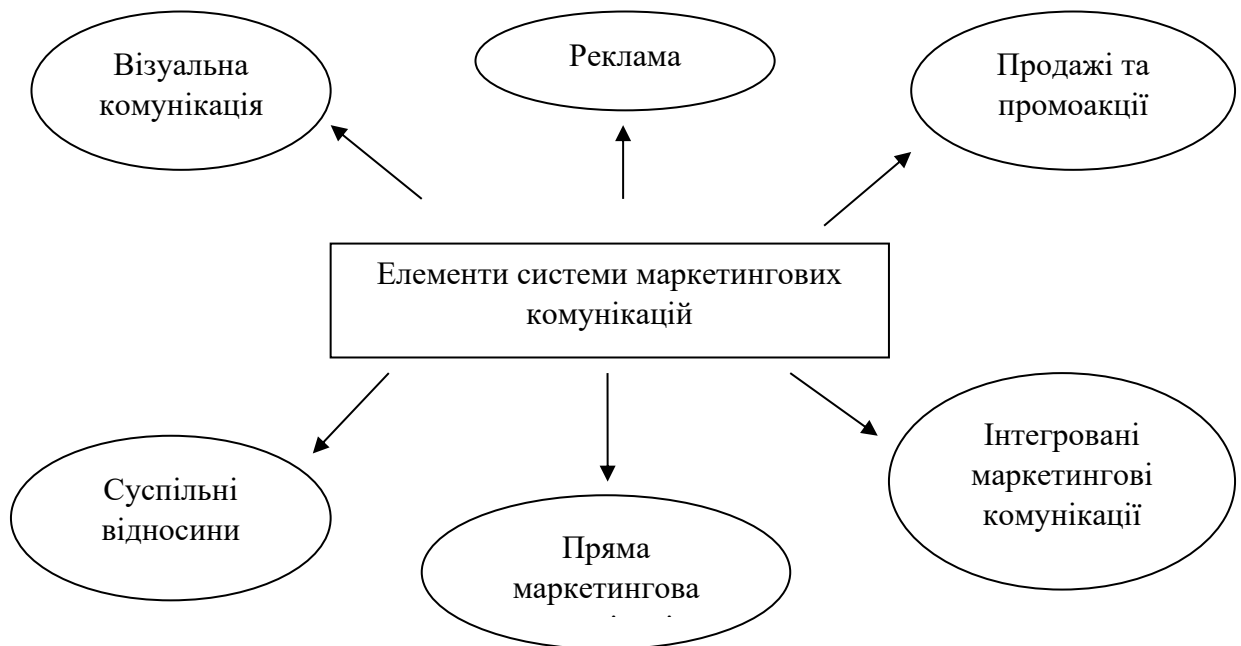 Візуальна
комунікація
Реклама
Продажі та
промоакції
Елементи системи маркетингових
комунікацій
Суспільні
відносини
Пряма
маркетингова
Інтегровані
маркетингові
комунікації